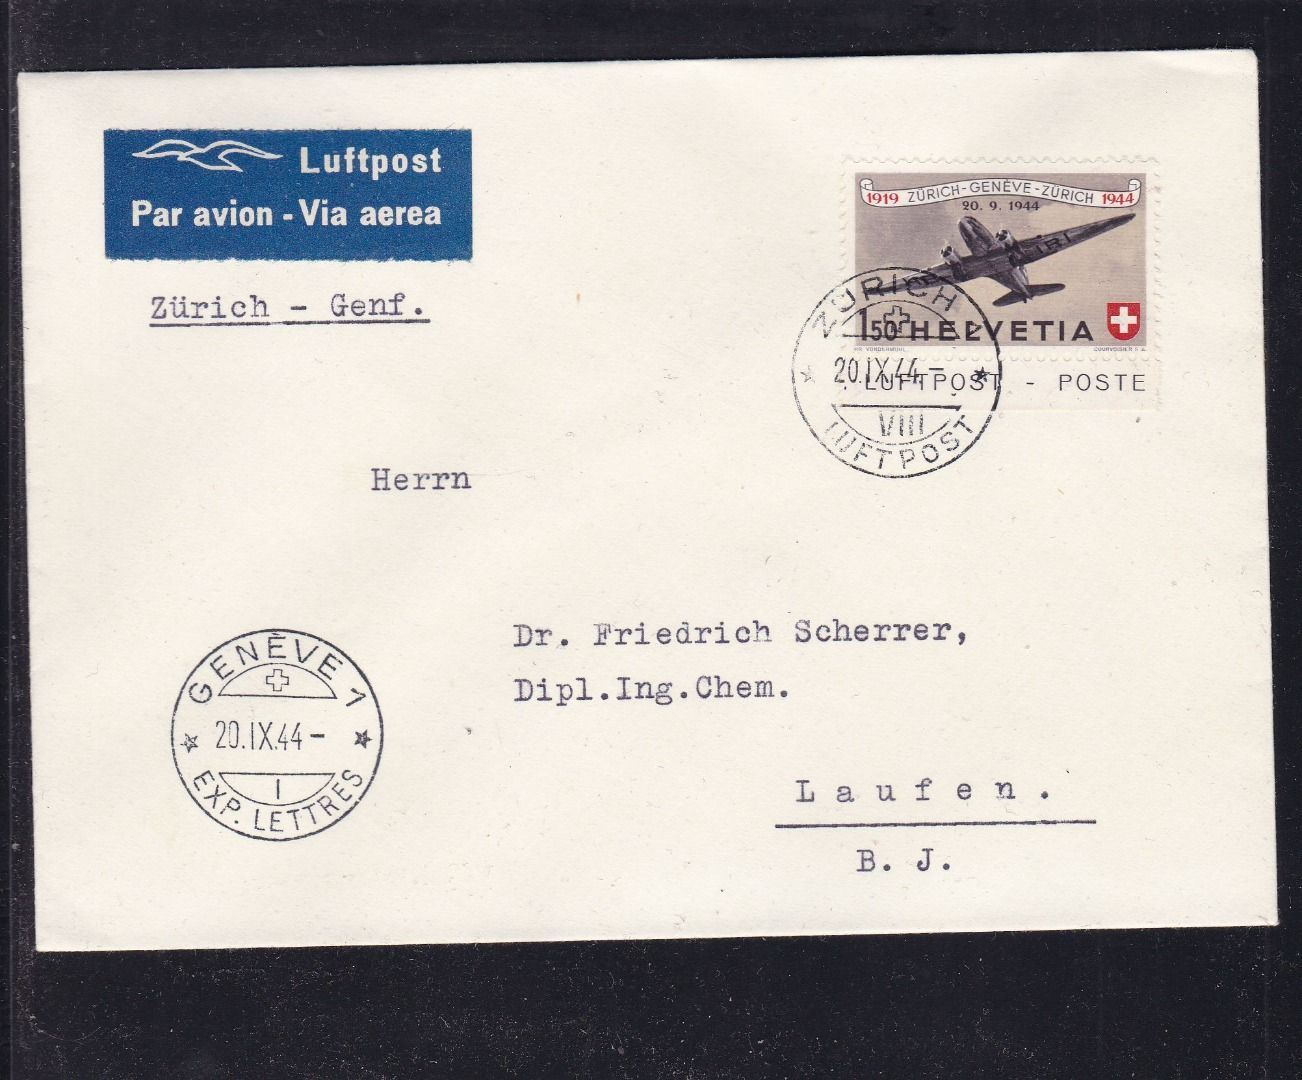 Luftpost
Par avion - Via aerea
Zürich - Genf.
1919 ZÜRICH-GENÈVE-ZÜRICH 1944
20. 9. 1944
1.50 HELVETIA
COURVOISIER S.A.
. LUFTPOST - POSTE
ZÜRICH
20.IX.44-
VIII
LUFTPOST
Herrn
Dr. Friedrich Scherrer,
Dipl.Ing.Chem.
Laufen.
B. J.
GENÈVE 1
20.IX.44-
I
EXP. LETTRES